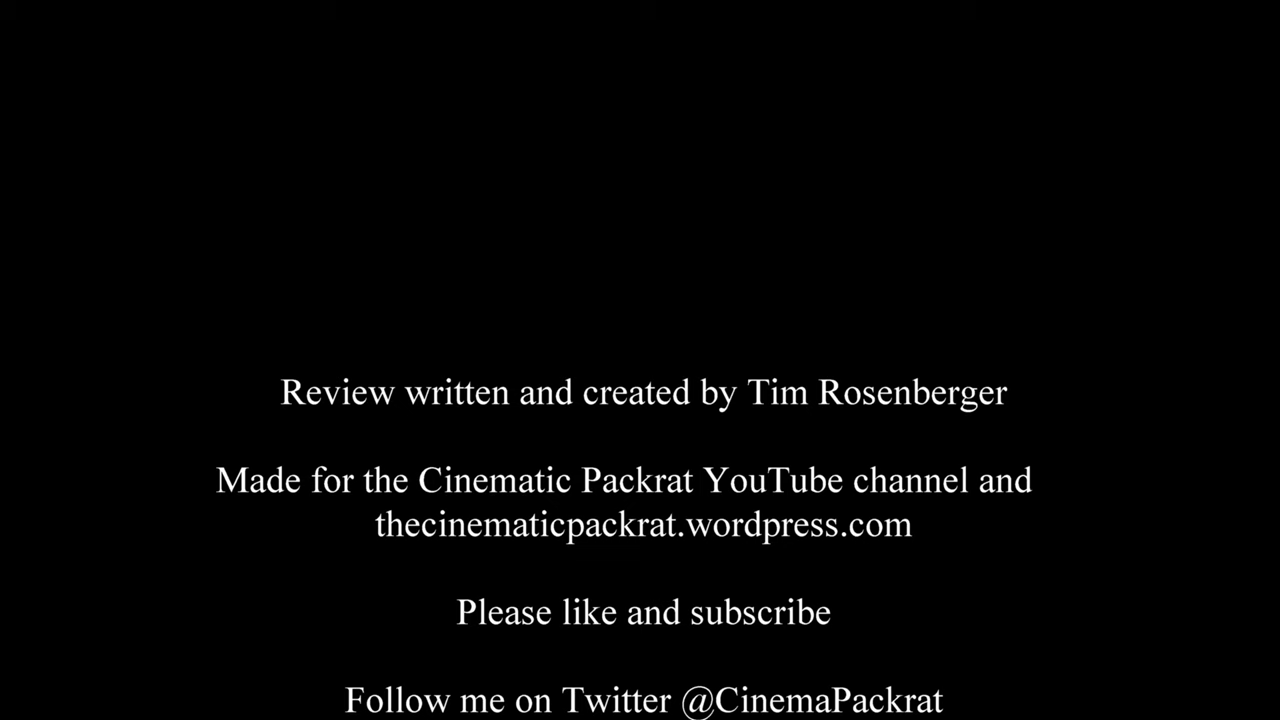 Review written and created by Tim Rosenberger
Made for the Cinematic Packrat YouTube channel and
thecinematicpackrat.wordpress.com
Please like and subscribe
Follow me on Twitter @CinemaPackrat